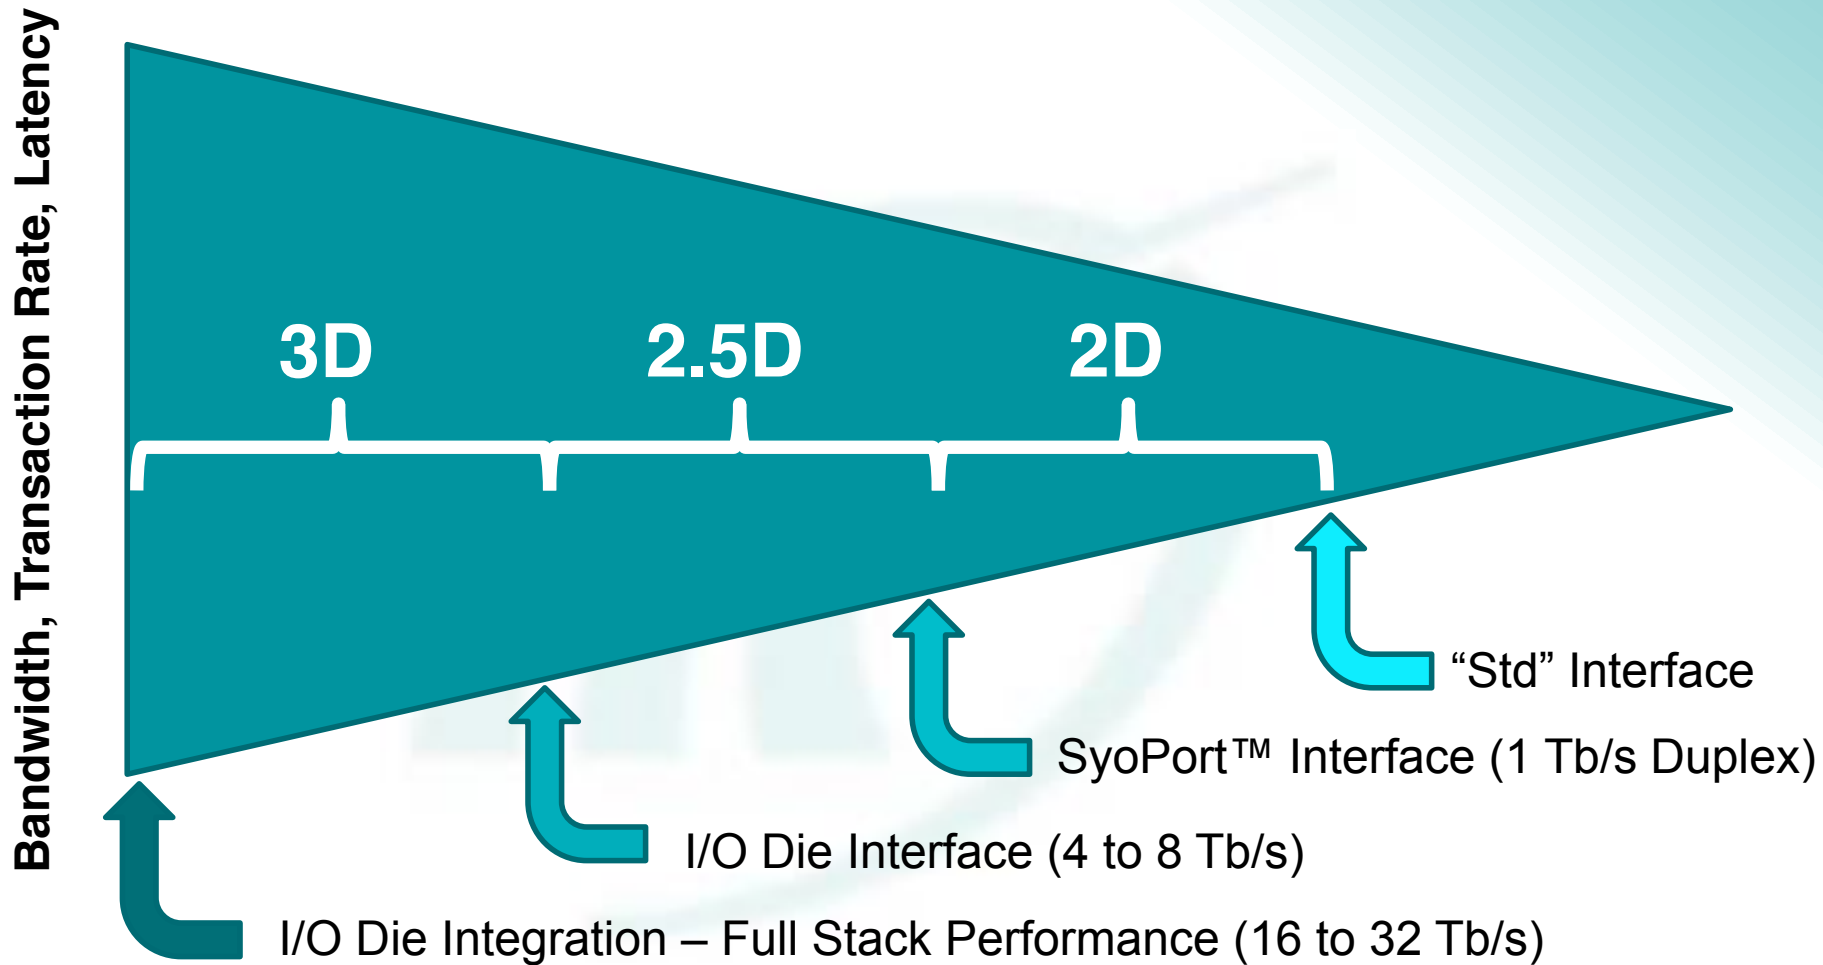 Bandwidth, Transaction Rate, Latency
3D
2.5D
2D
“Std” Interface
SyoPort™ Interface (1 Tb/s Duplex)
I/O Die Interface (4 to 8 Tb/s)
I/O Die Integration – Full Stack Performance (16 to 32 Tb/s)